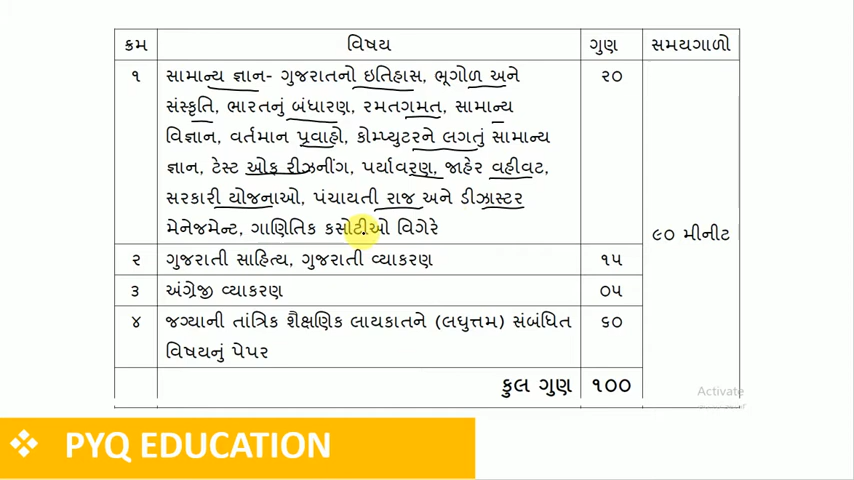 ક્રમ વિષય ગુણ સમયગાળો
૧ સામાન્ય જ્ઞાન- ગુજરાતનો ઇતિહાસ, ભૂગોળ અને ૨૦
સંસ્કૃતિ, ભારતનું બંધારણ, રમતગમત, સામાન્ય
વિજ્ઞાન, વર્તમાન પ્રવાહો, કોમ્પ્યુટરને લગતું સામાન્ય
જ્ઞાન, ટેસ્ટ ઓફ રીઝનીંગ, પર્યાવરણ, જાહેર વહીવટ,
સરકારી યોજનાઓ, પંચાયતી રાજ અને ડીઝાસ્ટર
મેનેજમેન્ટ, ગાણિતિક કસોટીઓ વિગેરે
૯૦ મીનીટ
૨ ગુજરાતી સાહિત્ય, ગુજરાતી વ્યાકરણ ૧૫
૩ અંગ્રેજી વ્યાકરણ ૦૫
૪ જગ્યાની તાંત્રિક શૈક્ષણિક લાયકાતને (લઘુત્તમ) સંબંધિત ૬૦
વિષયનું પેપર
કુલ ગુણ ૧૦૦
Activate
PYQ EDUCATION